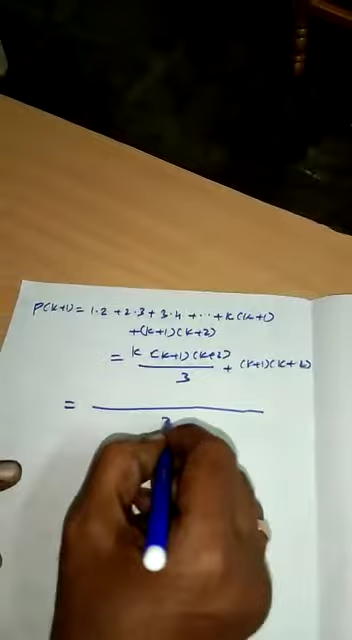 P(k+1) = 1.2 + 2.3 + 3.4 + .. + k(k+1)
+(k+1)(k+2)
= k (k+1)(k+2) / 3 + (k+1)(k+2)
=